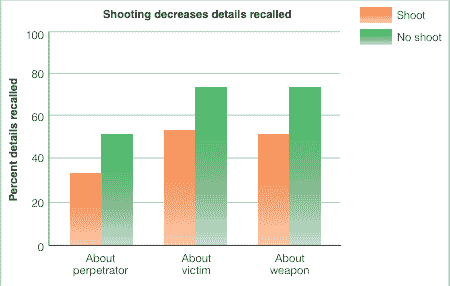 Shooting decreases details recalled
Shoot
No shoot
Percent details recalled
100
80
60
40
20
0
About
perpetrator
About
victim
About
weapon